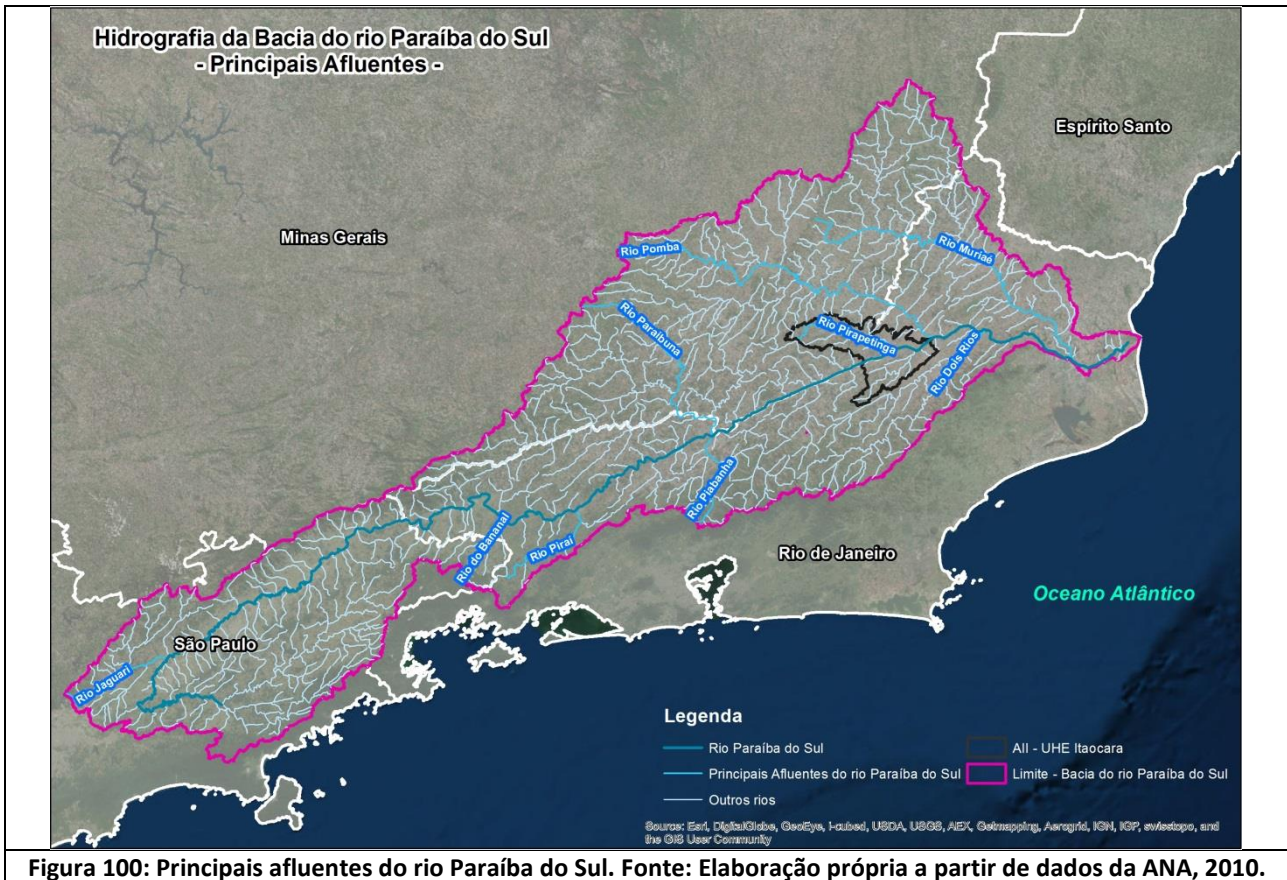 Hidrografia da Bacia do rio Paraíba do Sul
- Principais Afluentes -
Espírito Santo
Minas Gerais
Rio Pomba
Rio Muriaé
Rio Paraibuna
Rio Pirapetinga
Rio Dois Rios
Rio Piabanha
Rio do Bananal
Rio Piraí
Rio de Janeiro
Oceano Atlântico
São Paulo
Rio Jaguari
Legenda
Rio Paraíba do Sul
AII - UHE Itaocara
Principais Afluentes do rio Paraíba do Sul
Limite - Bacia do rio Paraíba do Sul
Outros rios
Source: Esri, DigitalGlobe, GeoEye, i-cubed, USDA, USGS, AEX, Getmapping, Aerogrid, IGN, IGP, swisstopo, and
the GIS User Community
Figura 100: Principais afluentes do rio Paraíba do Sul. Fonte: Elaboração própria a partir de dados da ANA, 2010.